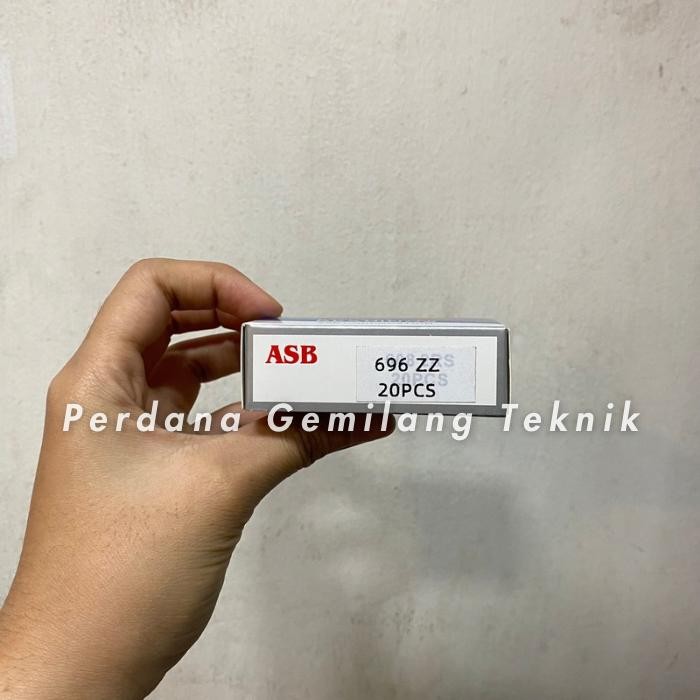 ASB
696 ZZ
20PCS
Perdana Gemilang Teknik